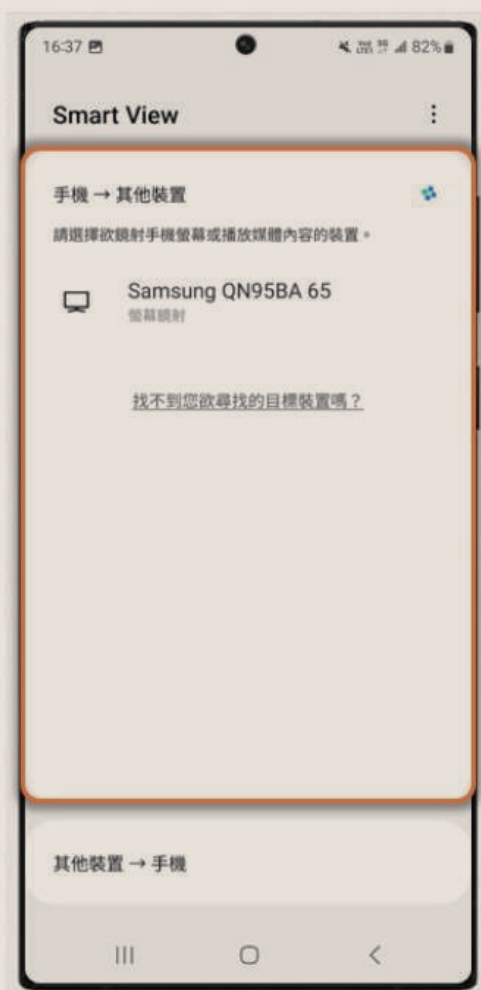 16:37
82%
Smart View
手機 → 其他裝置
請選擇欲鏡射手機螢幕或播放媒體內容的裝置。
Samsung QN95BA 65
螢幕鏡射
找不到您欲尋找的目標裝置嗎？
其他裝置 → 手機